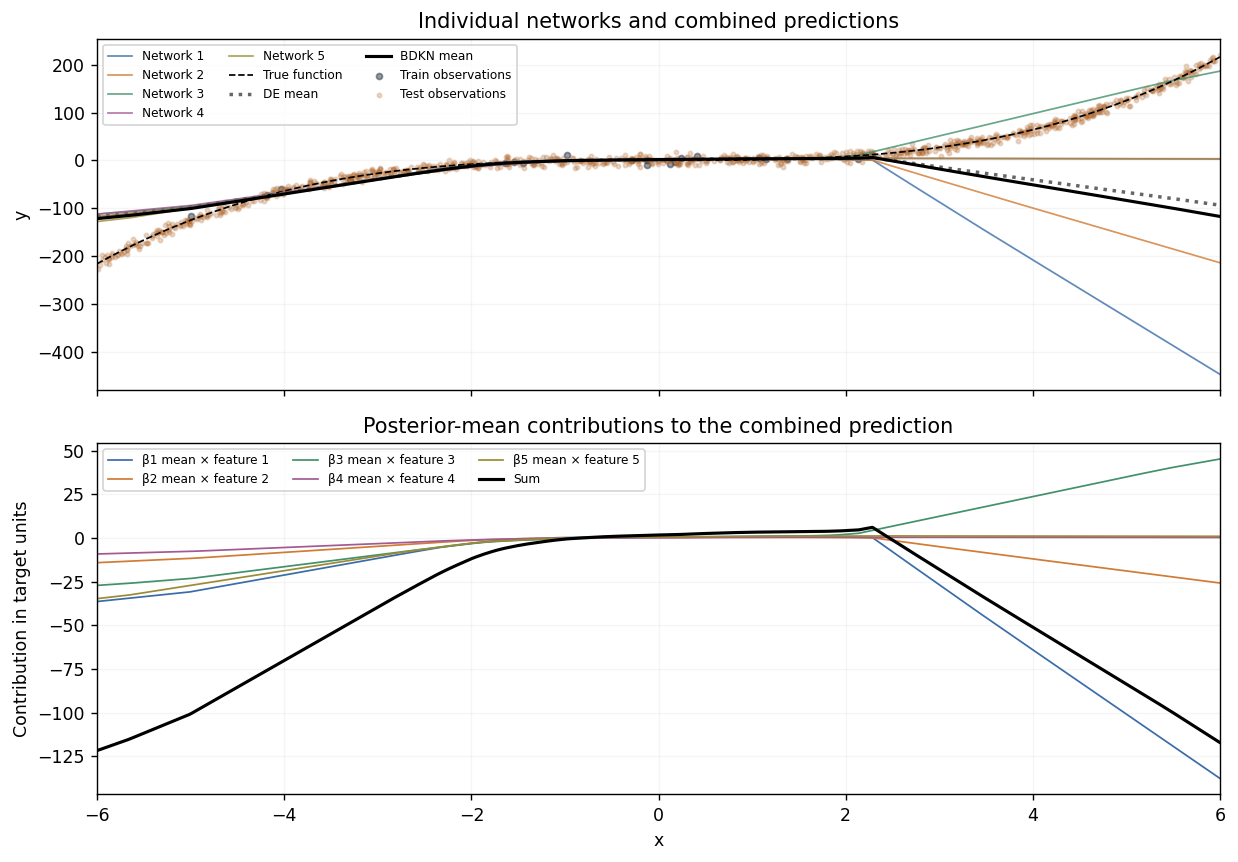 Individual networks and combined predictions
Network 1
Network 2
Network 3
Network 4
Network 5
True function
DE mean
BDKN mean
Train observations
Test observations
y
200
100
0
−100
−200
−300
−400
Posterior-mean contributions to the combined prediction
β1 mean × feature 1
β2 mean × feature 2
β3 mean × feature 3
β4 mean × feature 4
β5 mean × feature 5
Sum
Contribution in target units
50
25
0
−25
−50
−75
−100
−125
−6 −4 −2 0 2 4 6
x